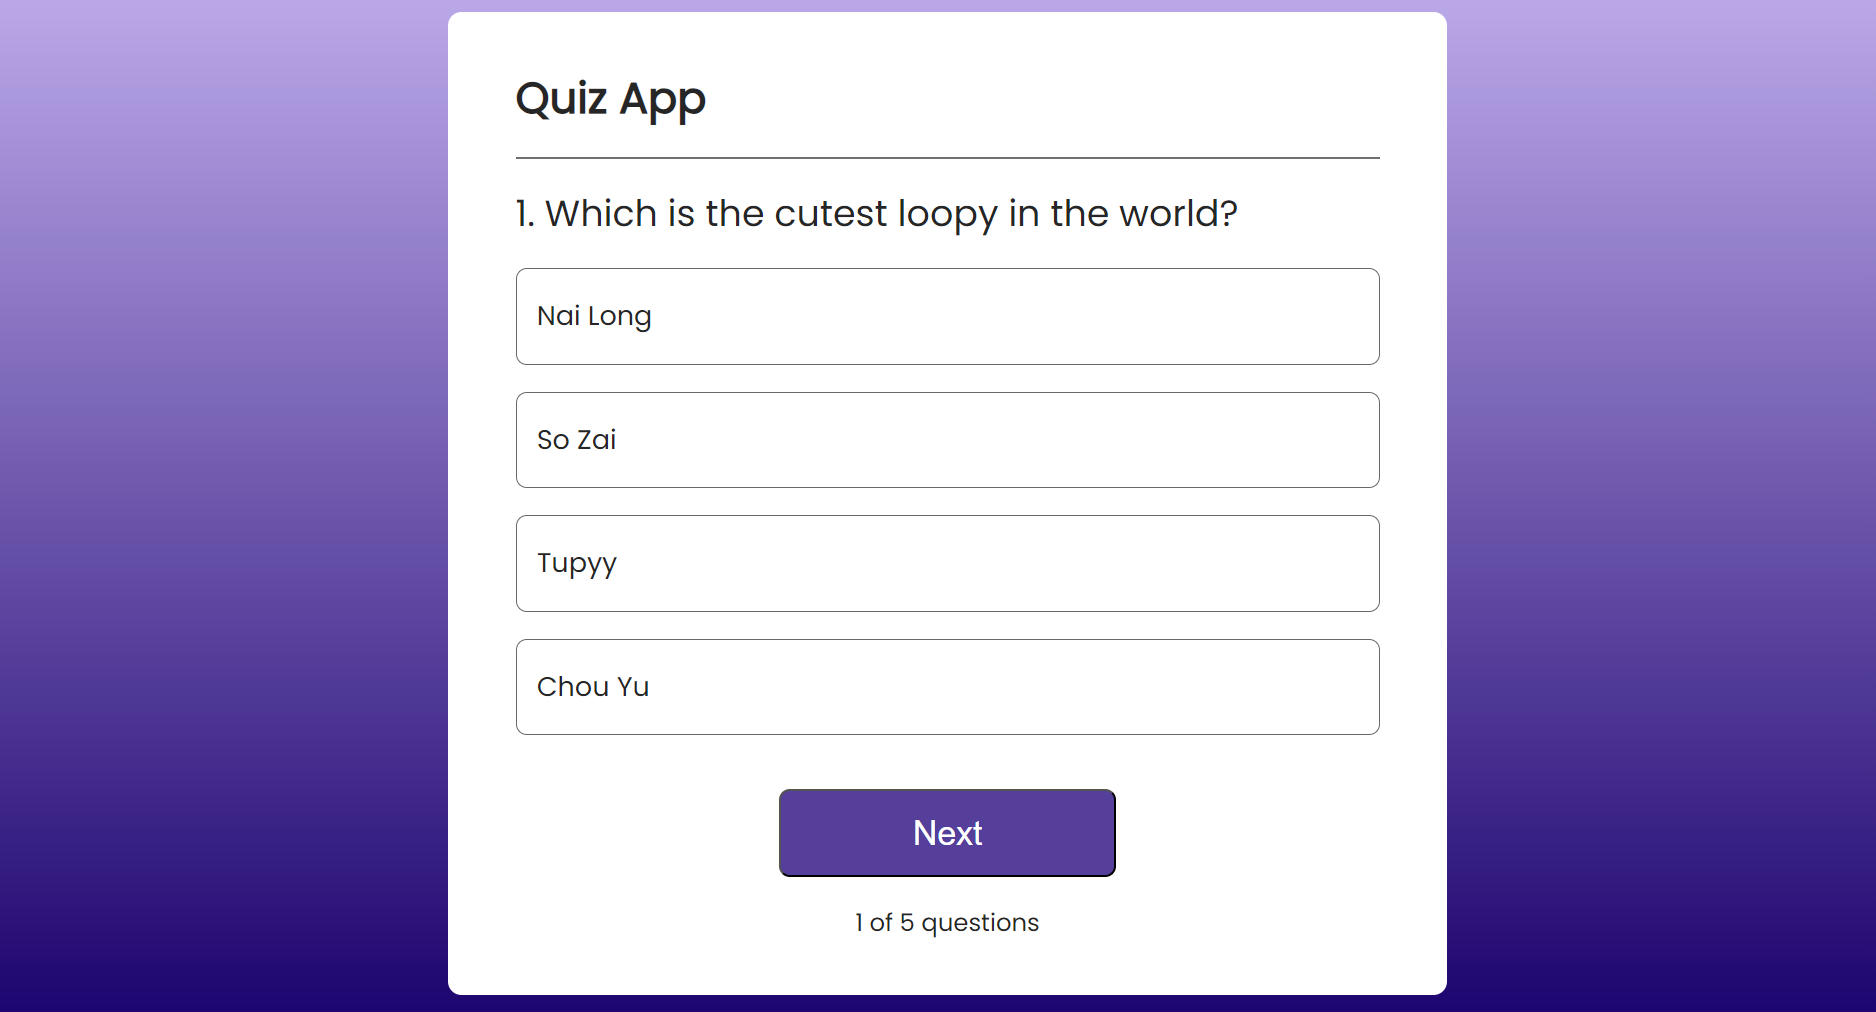 Quiz App
1. Which is the cutest loopy in the world?
Nai Long
So Zai
Tupyy
Chou Yu
Next
1 of 5 questions